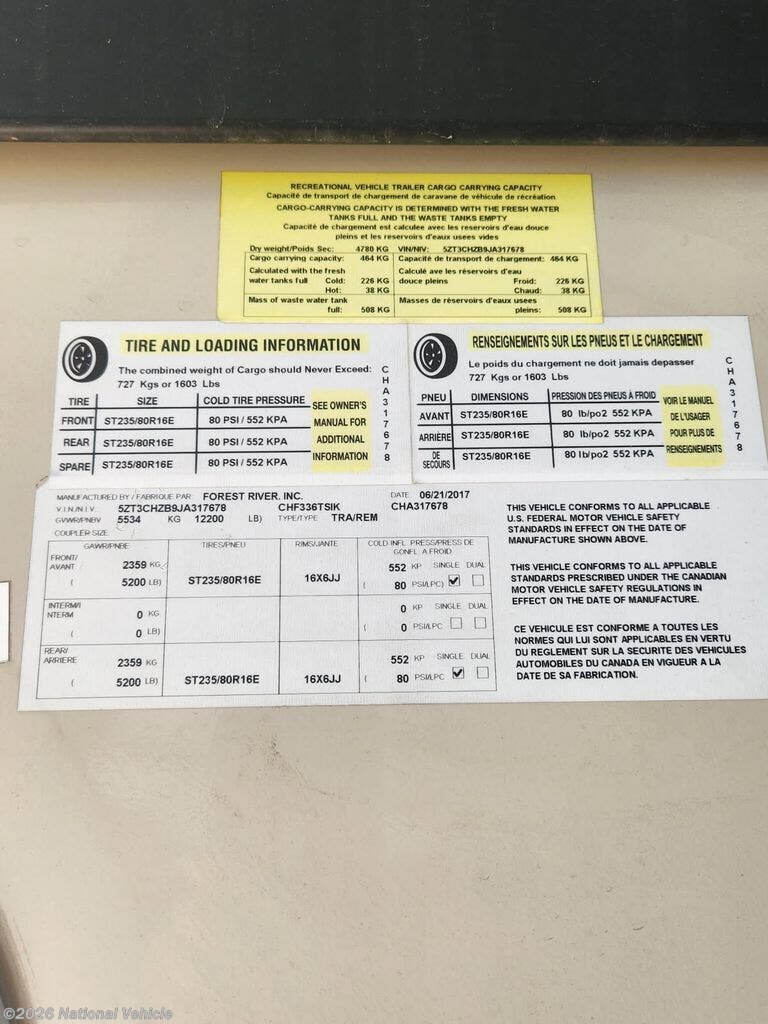 RECREATIONAL VEHICLE TRAILER CARGO CARRYING CAPACITY
Capacité de transport de chargement de caravane de véhicule de récréation
CARGO-CARRYING CAPACITY IS DETERMINED WITH THE FRESH WATER
TANKS FULL AND THE WASTE TANKS EMPTY
Capacité de chargement est calculee avec les reservoirs d'eau douce
pleins et les reservoirs d'eaux usees vides
Dry weight/Poids Sec: 4780 KG VIN/NIV: 5ZT3CHZB9JA317678
Cargo carrying capacity: 464 KG Capacitè de transport de chargement: 464 KG
Calculated with the fresh Calculé ave les réservoirs d'eau
water tanks full Cold: 226 KG douce pleins Froid: 226 KG
Hot: 38 KG Chaud: 38 KG
Mass of waste water tank Masses de réservoirs d'eaux usees
full: 508 KG pleins: 508 KG
TIRE AND LOADING INFORMATION
The combined weight of Cargo should Never Exceed:
727 Kgs or 1603 Lbs
TIRE SIZE COLD TIRE PRESSURE SEE OWNER'S MANUAL FOR ADDITIONAL INFORMATION
FRONT ST235/80R16E 80 PSI / 552 KPA
REAR ST235/80R16E 80 PSI / 552 KPA
SPARE ST235/80R16E 80 PSI / 552 KPA
CHA317678
RENSEIGNEMENTS SUR LES PNEUS ET LE CHARGEMENT
Le poids du chargement ne doit jamais depasser
727 Kgs or 1603 Lbs
PNEU DIMENSIONS PRESSION DES PNEUS À FROID VOIR LE MANUEL DE L'USAGER POUR PLUS DE RENSEIGNEMENTS
AVANT ST235/80R16E 80 lb/po2 552 KPA
ARRIÈRE ST235/80R16E 80 lb/po2 552 KPA
DE SECOURS ST235/80R16E 80 lb/po2 552 KPA
CHA317678
MANUFACTURED BY / FABRIQUE PAR: FOREST RIVER, INC. DATE 06/21/2017
V.I.N./N.I.V. 5ZT3CHZB9JA317678 CHF336TSIK CHA317678
GVWR/PNBV 5534 KG 12200 LB) TYPE/TYPE TRA/REM
COUPLER SIZE
GAWR/PNBE TIRES/PNEU RIMS/JANTE COLD INFL. PRESS/PRESS DE GONFL A FROID
FRONT/ AVANT 2359 KG 552 KP SINGLE DUAL
( 5200 LB) ST235/80R16E 16X6JJ ( 80 PSI/LPC)
INTERM/I NTERM 0 KG 0 KP SINGLE DUAL
( 0 LB) ( 0 PSI/LPC
REAR/ ARRIERE 2359 KG 552 KP SINGLE DUAL
( 5200 LB) ST235/80R16E 16X6JJ ( 80 PSI/LPC
THIS VEHICLE CONFORMS TO ALL APPLICABLE
U.S. FEDERAL MOTOR VEHICLE SAFETY
STANDARDS IN EFFECT ON THE DATE OF
MANUFACTURE SHOWN ABOVE.
THIS VEHICLE CONFORMS TO ALL APPLICABLE
STANDARDS PRESCRIBED UNDER THE CANADIAN
MOTOR VEHICLE SAFETY REGULATIONS IN
EFFECT ON THE DATE OF MANUFACTURE.
CE VEHICULE EST CONFORME A TOUTES LES
NORMES QUI LUI SONT APPLICABLES EN VERTU
DU REGLEMENT SUR LA SECURITE DES VEHICULES
AUTOMOBILES DU CANADA EN VIGUEUR A LA
DATE DE SA FABRICATION.
©2026 National Vehicle